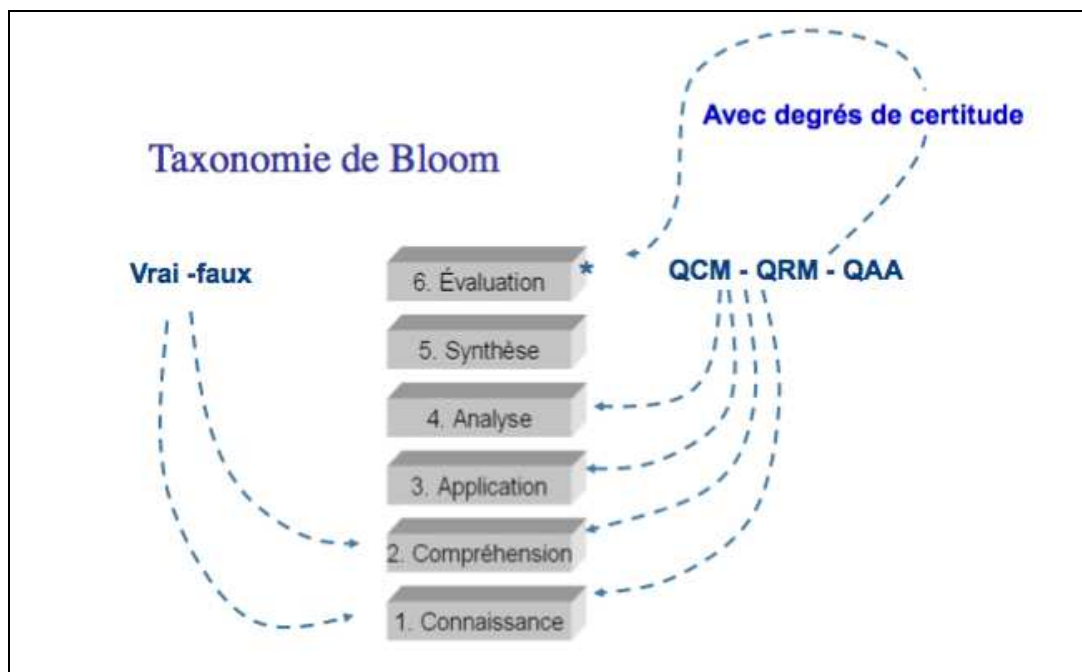 Avec degrés de certitude
Taxonomie de Bloom
Vrai -faux
6. Évaluation *
QCM - QRM - QAA
5. Synthèse
4. Analyse
3. Application
2. Compréhension
1. Connaissance